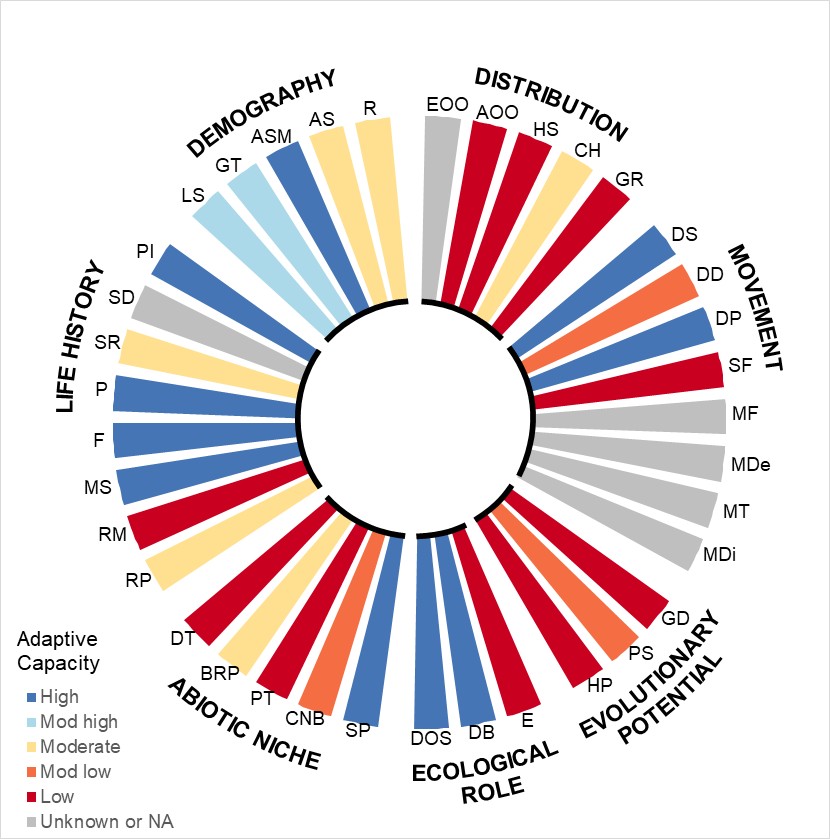 DISTRIBUTION
EOO
AOO
HS
CH
GR
MOVEMENT
DS
DD
DP
SF
MF
MDe
MT
MDi
EVOLUTIONARY
POTENTIAL
GD
PS
HP
ECOLOGICAL
ROLE
E
DB
DOS
ABIOTIC NICHE
SP
CNB
PT
BRP
DT
LIFE HISTORY
RP
RM
MS
F
P
SR
SD
PI
DEMOGRAPHY
LS
GT
ASM
AS
R
Adaptive
Capacity
High
Mod high
Moderate
Mod low
Low
Unknown or NA